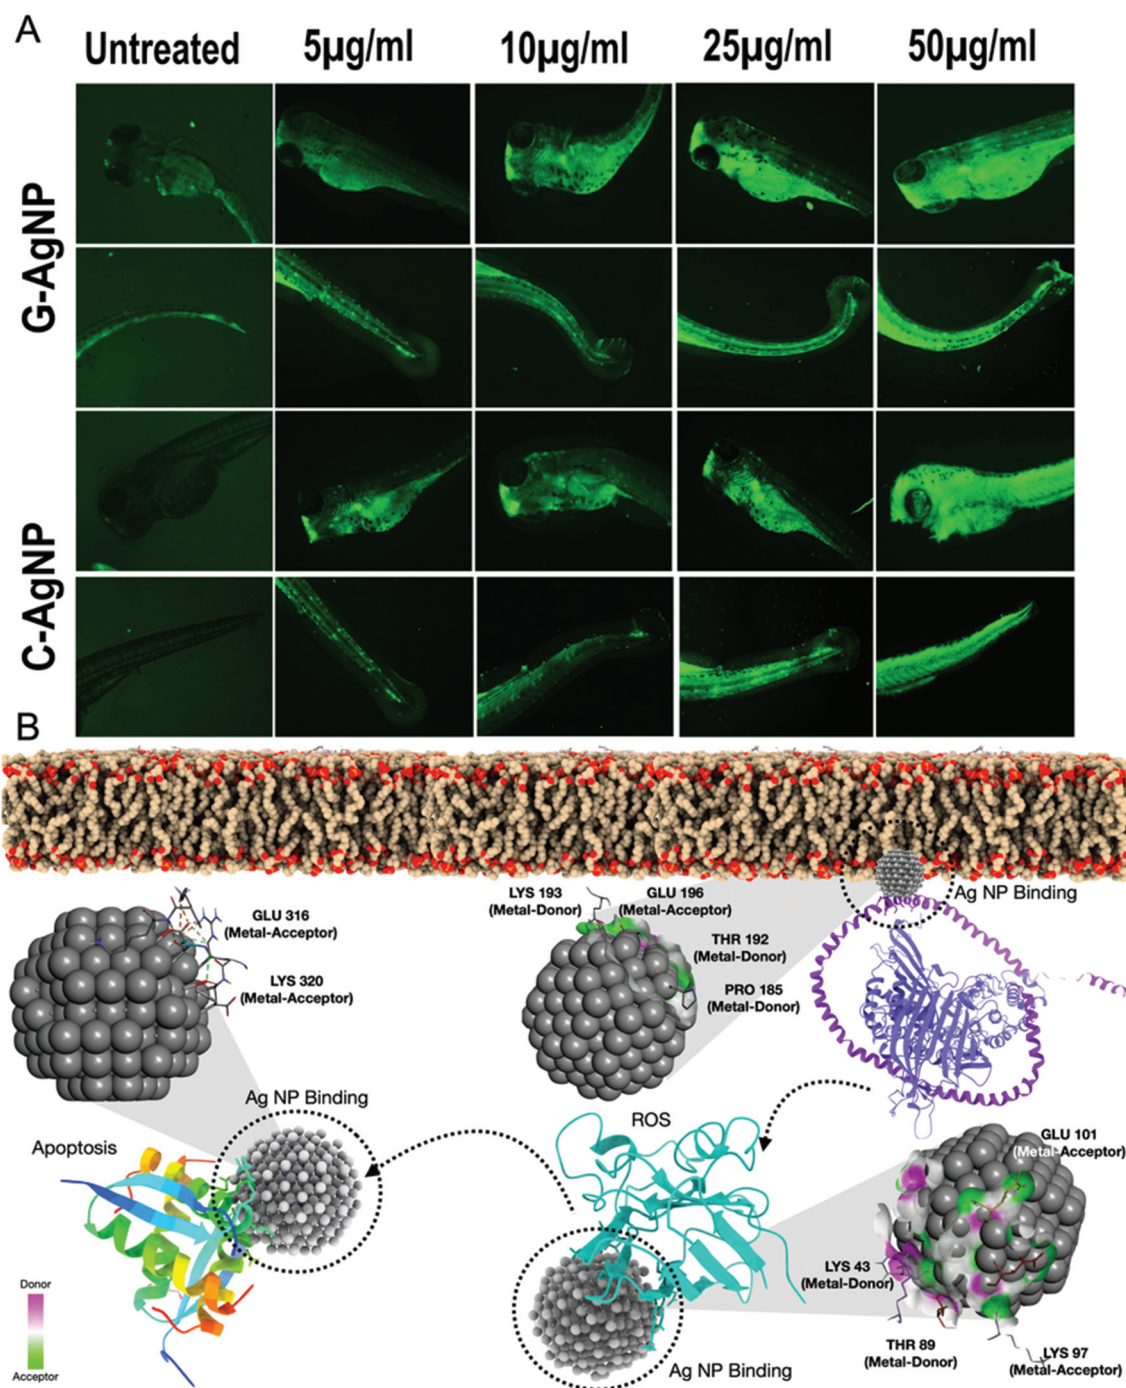 A
Untreated
5µg/ml
10µg/ml
25µg/ml
50µg/ml
G-AgNP
C-AgNP
B
Ag NP Binding
LYS 193
(Metal-Donor)
GLU 196
(Metal-Acceptor)
THR 192
(Metal-Donor)
PRO 185
(Metal-Donor)
GLU 316
(Metal-Acceptor)
LYS 320
(Metal-Acceptor)
Ag NP Binding
Apoptosis
ROS
GLU 101
(Metal-Acceptor)
LYS 43
(Metal-Donor)
THR 89
(Metal-Donor)
LYS 97
(Metal-Acceptor)
Ag NP Binding
Donor
Acceptor